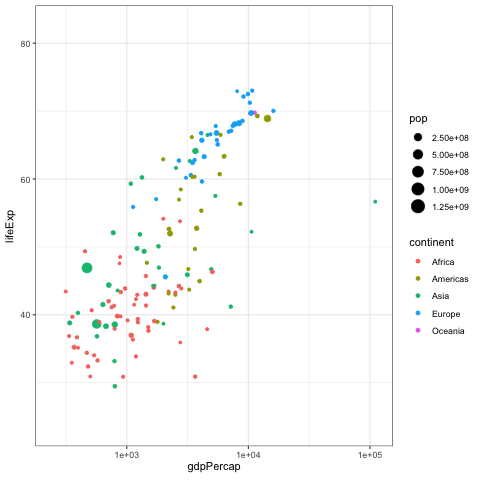 80
60
40
lifeExp
1e+03
1e+04
1e+05
gdpPercap
pop
2.50e+08
5.00e+08
7.50e+08
1.00e+09
1.25e+09
continent
Africa
Americas
Asia
Europe
Oceania